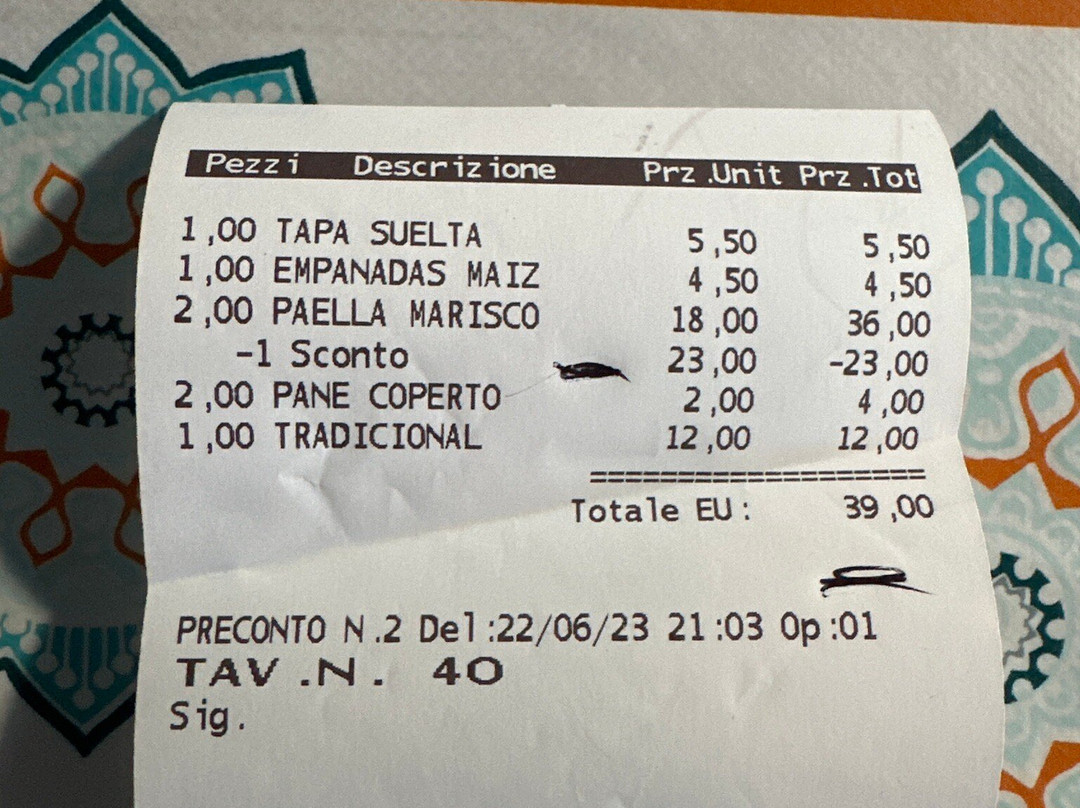 Pezzi Descrizione Prz.Unit Prz.Tot
1,00 TAPA SUELTA 5,50 5,50
1,00 EMPANADAS MAIZ 4,50 4,50
2,00 PAELLA MARISCO 18,00 36,00
-1 Sconto 23,00 -23,00
2,00 PANE COPERTO 2,00 4,00
1,00 TRADICIONAL 12,00 12,00
====================
Totale EU: 39,00
PRECONTO N.2 Del:22/06/23 21:03 Op:01
TAV.N. 40
Sig.